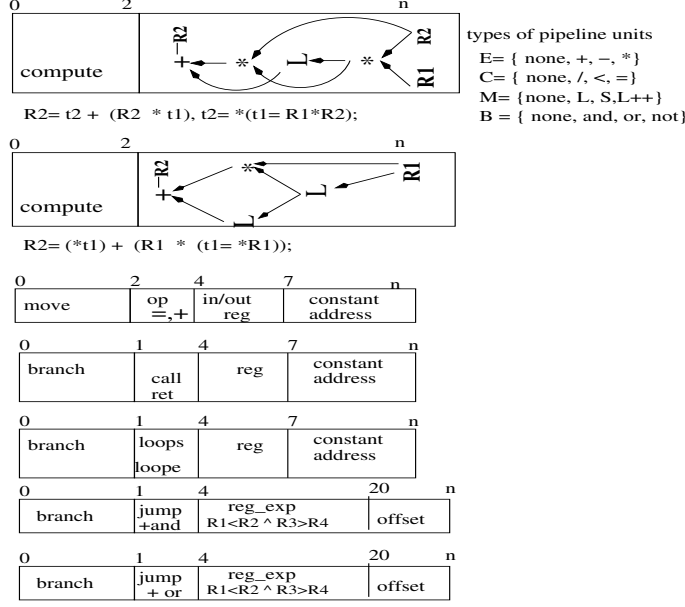 0 2 n
types of pipeline units
compute
+ -R2 * L * R2 R1
E= { none, +, −, *}
C= { none, /, <, =}
M= {none, L, S,L++}
B = { none, and, or, not}
R2= t2 + (R2 * t1), t2= *(t1= R1*R2);
0 2 n
compute
+ -R2 * L L R1
R2= (*t1) + (R1 * (t1= *R1));
0 2 4 7 n
move
op
=,+
in/out
reg
constant
address
0 1 4 7 n
branch
call
ret
reg
constant
address
0 1 4 7 n
branch
loops
loope
reg
constant
address
0 1 4 20 n
branch
jump
+and
reg_exp
R1<R2 ^ R3>R4
offset
0 1 4 20 n
branch
jump
+ or
reg_exp
R1<R2 ^ R3>R4
offset